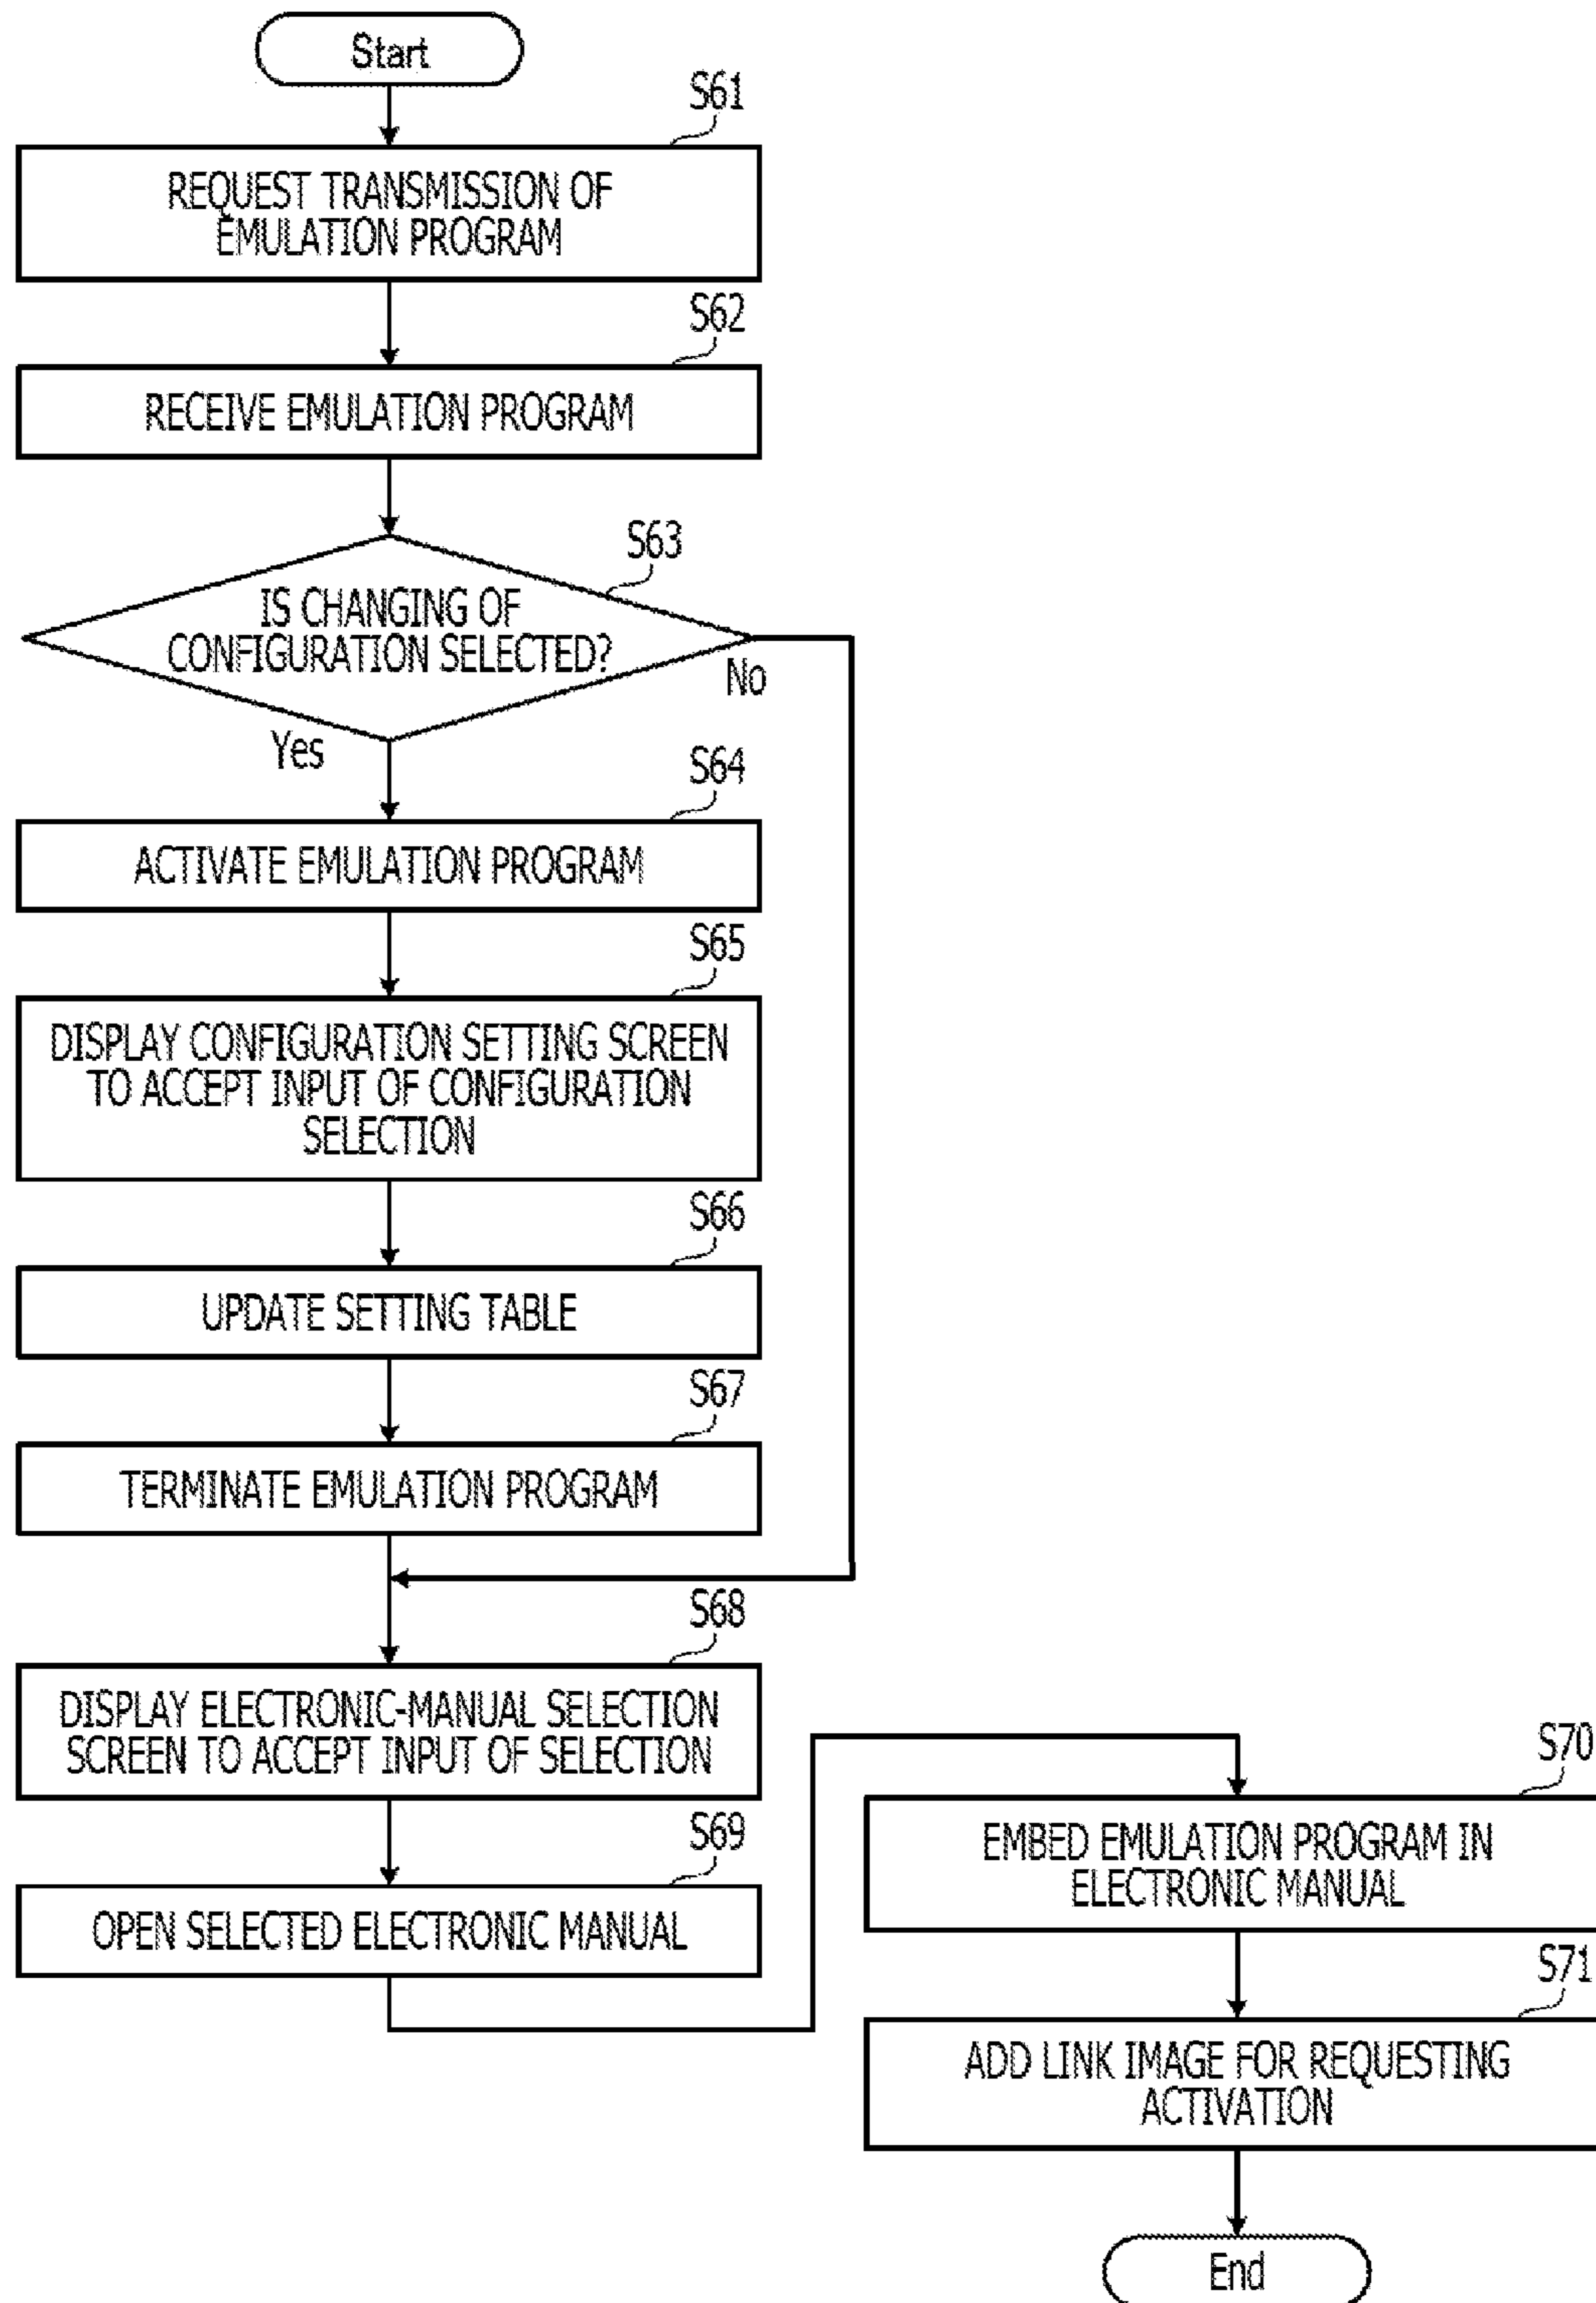 Start
S61
REQUEST TRANSMISSION OF
EMULATION PROGRAM
S62
RECEIVE EMULATION PROGRAM
S63
IS CHANGING OF
CONFIGURATION SELECTED?
No
Yes
S64
ACTIVATE EMULATION PROGRAM
S65
DISPLAY CONFIGURATION SETTING SCREEN
TO ACCEPT INPUT OF CONFIGURATION
SELECTION
S66
UPDATE SETTING TABLE
S67
TERMINATE EMULATION PROGRAM
S68
DISPLAY ELECTRONIC-MANUAL SELECTION
SCREEN TO ACCEPT INPUT OF SELECTION
S69
OPEN SELECTED ELECTRONIC MANUAL
S70
EMBED EMULATION PROGRAM IN
ELECTRONIC MANUAL
S71
ADD LINK IMAGE FOR REQUESTING
ACTIVATION
End